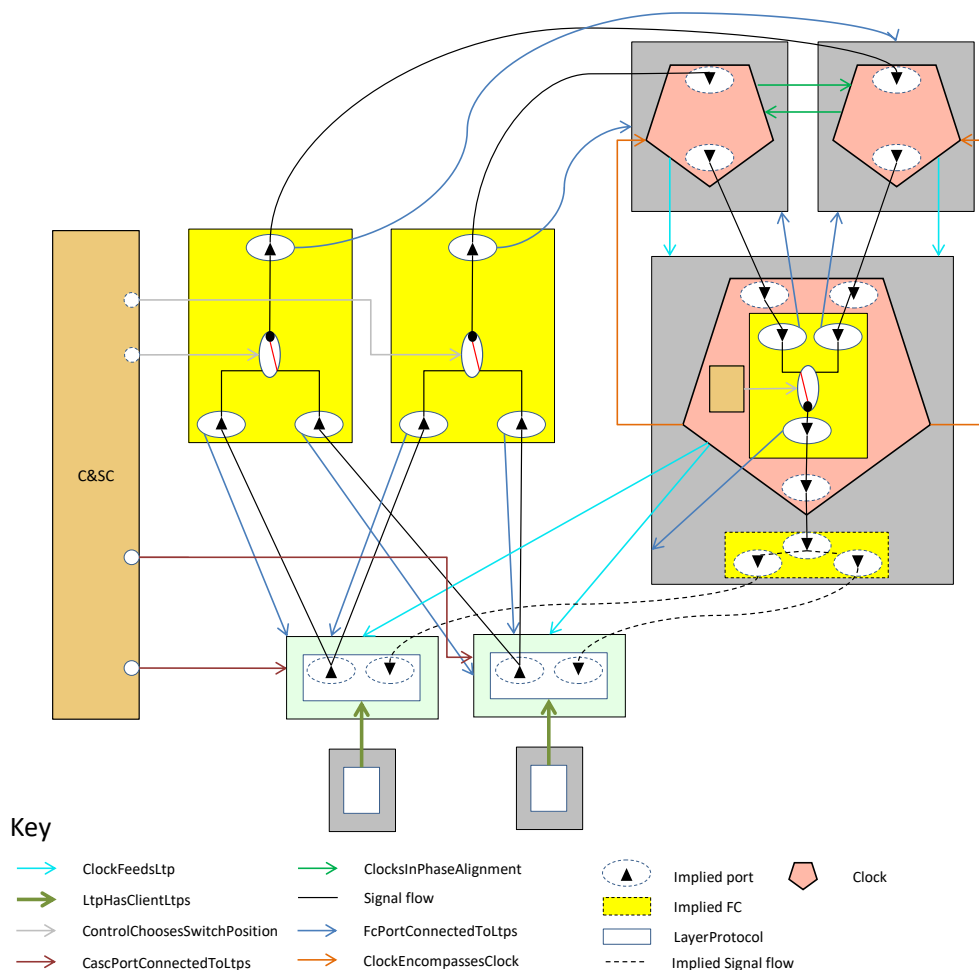 C&SC
Key
ClockFeedsLtp
ClocksInPhaseAlignment
Implied port
Clock
LtpHasClientLtps
Signal flow
Implied FC
ControlChoosesSwitchPosition
FcPortConnectedToLtps
LayerProtocol
CascPortConnectedToLtps
ClockEncompassesClock
Implied Signal flow